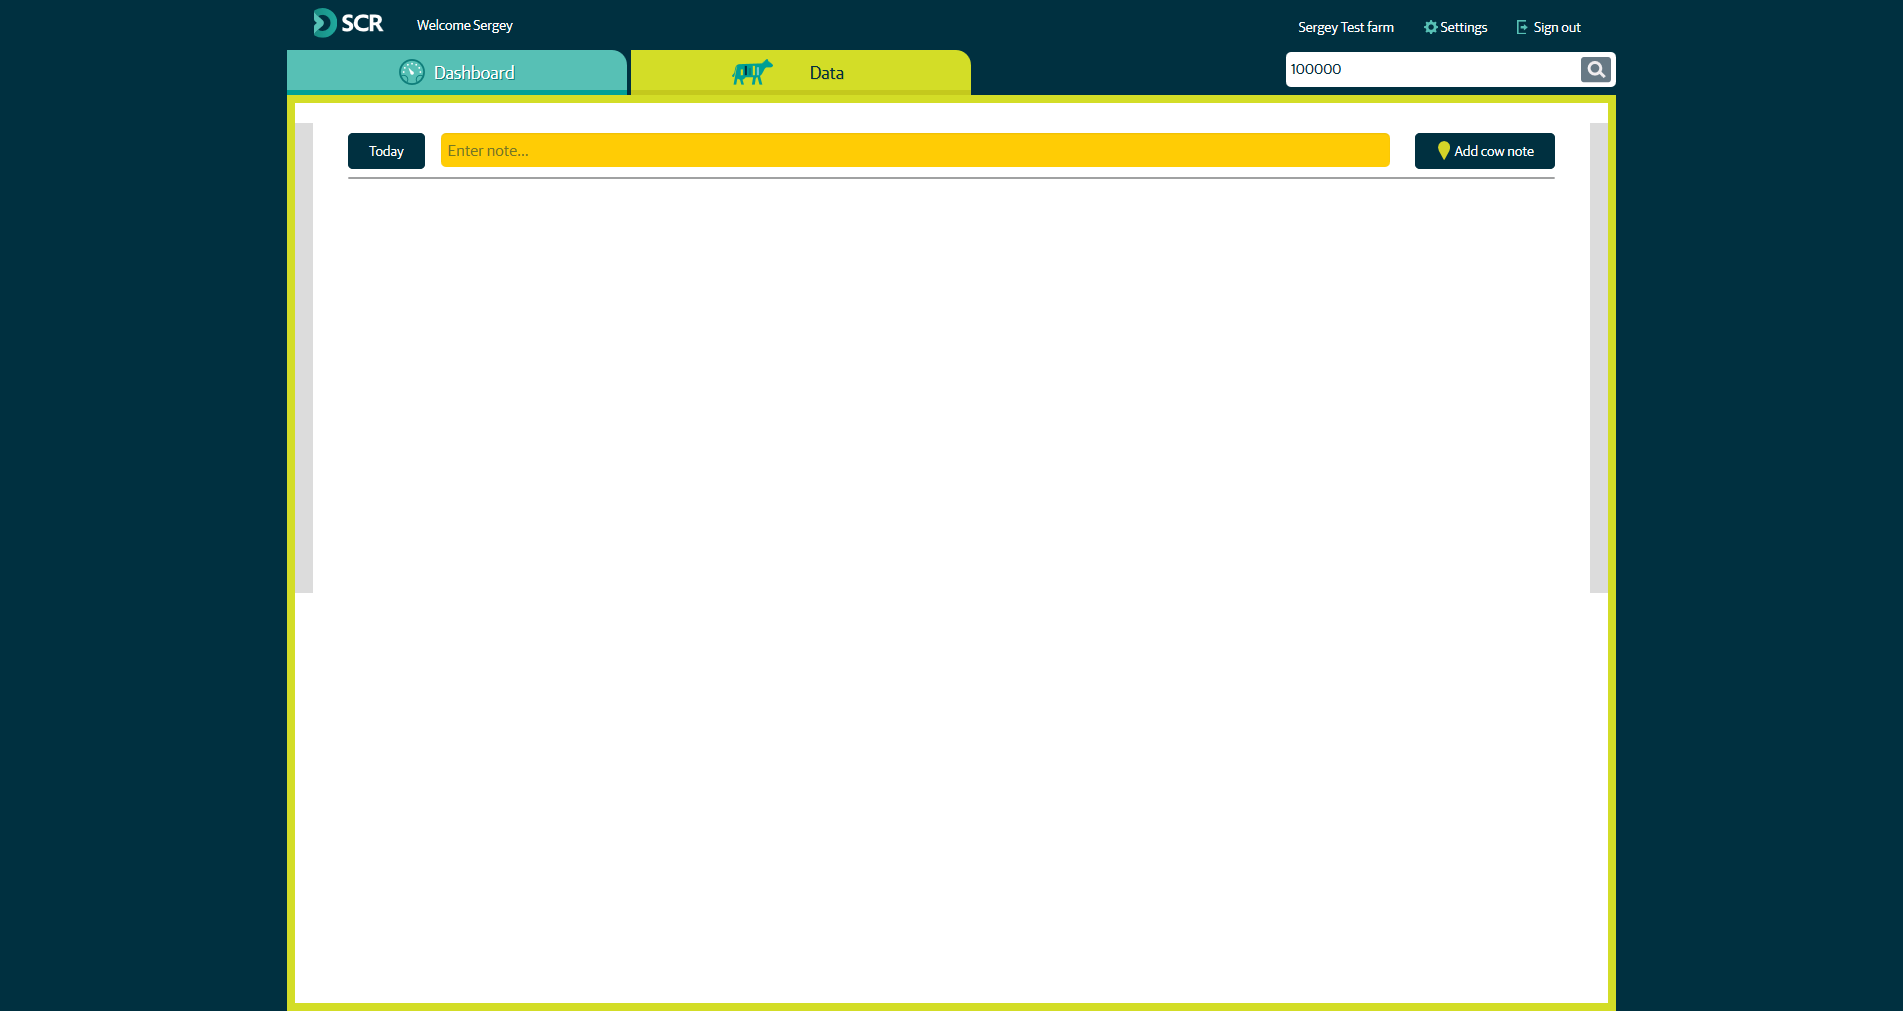 SCR
Welcome Sergey
Sergey Test farm
Settings
Sign out
Dashboard
Data
100000
Today
Enter note...
Add cow note